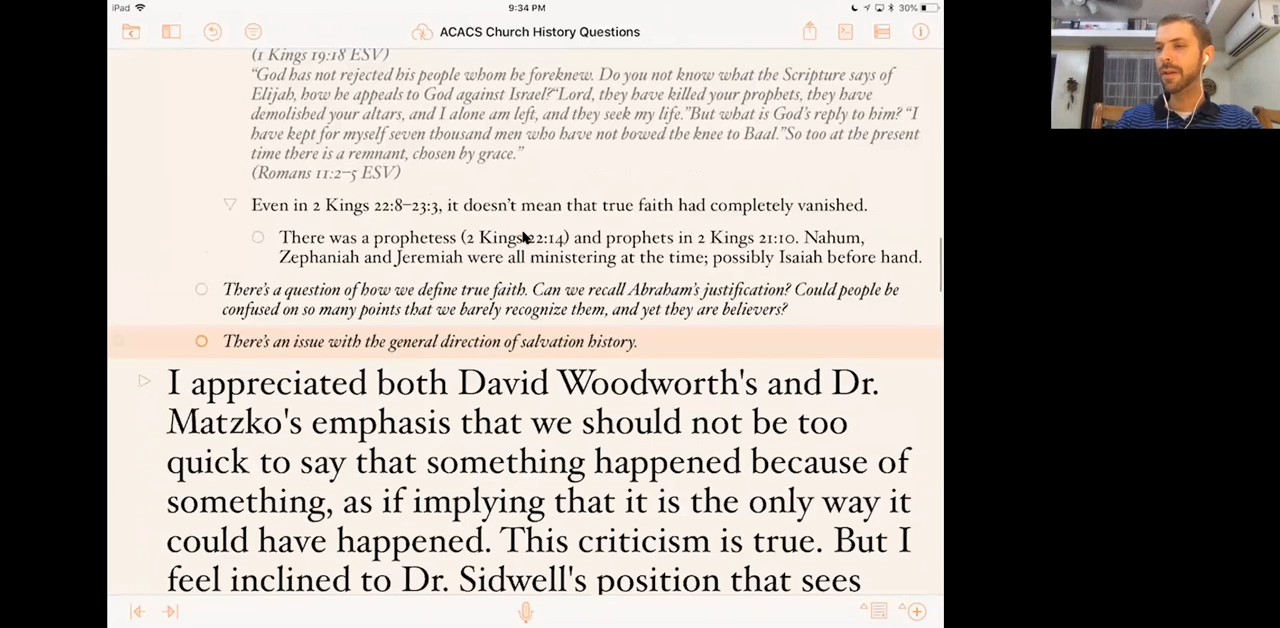 iPad
9:34 PM
30%
ACACS Church History Questions
(1 Kings 19:18 ESV)
“God has not rejected his people whom he foreknew. Do you not know what the Scripture says of
Elijah, how he appeals to God against Israel?“Lord, they have killed your prophets, they have
demolished your altars, and I alone am left, and they seek my life.”But what is God’s reply to him? “I
have kept for myself seven thousand men who have not bowed the knee to Baal.”So too at the present
time there is a remnant, chosen by grace.”
(Romans 11:2–5 ESV)
Even in 2 Kings 22:8–23:3, it doesn’t mean that true faith had completely vanished.
There was a prophetess (2 Kings 22:14) and prophets in 2 Kings 21:10. Nahum,
Zephaniah and Jeremiah were all ministering at the time; possibly Isaiah before hand.
There’s a question of how we define true faith. Can we recall Abraham’s justification? Could people be
confused on so many points that we barely recognize them, and yet they are believers?
There’s an issue with the general direction of salvation history.
I appreciated both David Woodworth's and Dr.
Matzko's emphasis that we should not be too
quick to say that something happened because of
something, as if implying that it is the only way it
could have happened. This criticism is true. But I
feel inclined to Dr. Sidwell's position that sees